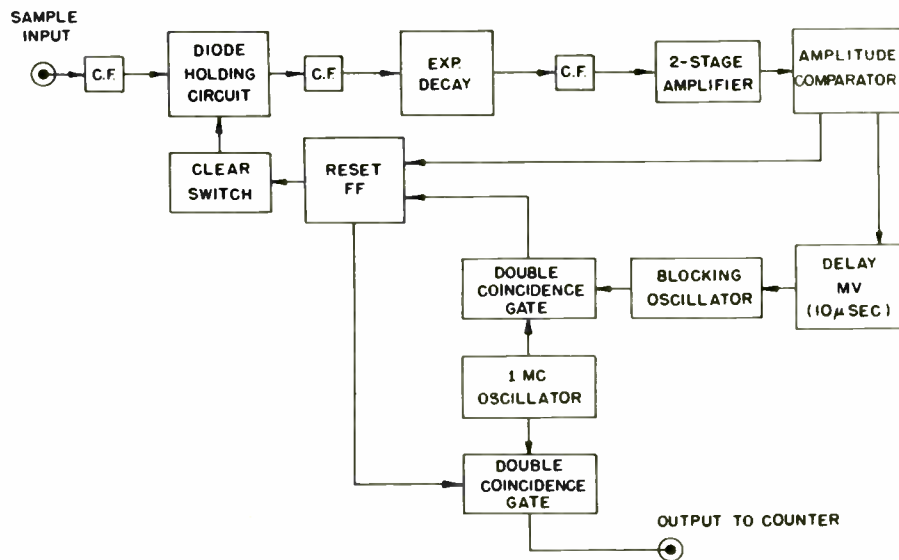 SAMPLE
INPUT
C.F.
DIODE
HOLDING
CIRCUIT
C.F.
EXP.
DECAY
C.F.
2-STAGE
AMPLIFIER
AMPLITUDE
COMPARATOR
CLEAR
SWITCH
RESET
FF
DOUBLE
COINCIDENCE
GATE
BLOCKING
OSCILLATOR
DELAY
MV
(10μSEC)
1 MC
OSCILLATOR
DOUBLE
COINCIDENCE
GATE
OUTPUT TO COUNTER